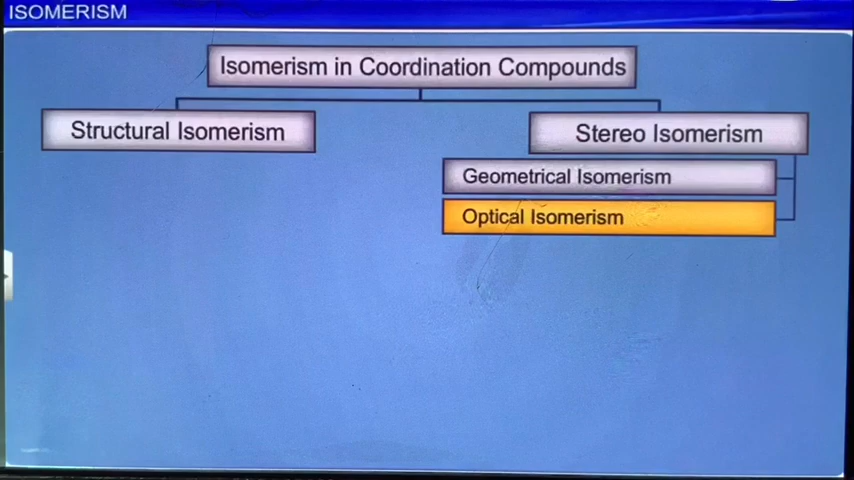 ISOMERISM
Isomerism in Coordination Compounds
Structural Isomerism
Stereo Isomerism
Geometrical Isomerism
Optical Isomerism